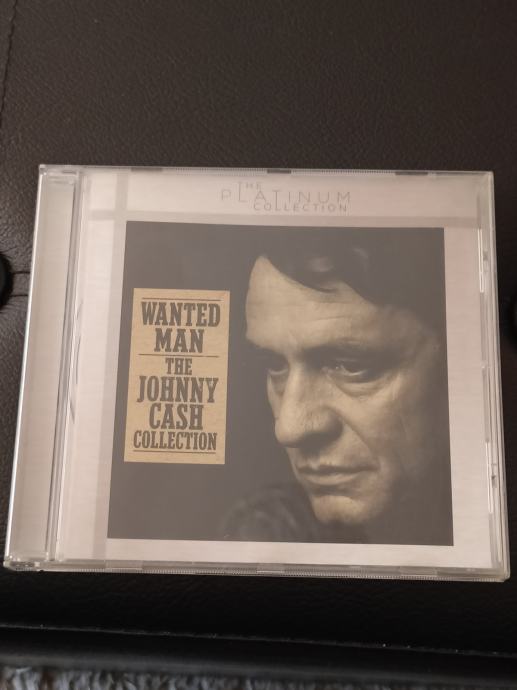 THE
PLATINUM
COLLECTION
WANTED
MAN
THE
JOHNNY
CASH
COLLECTION